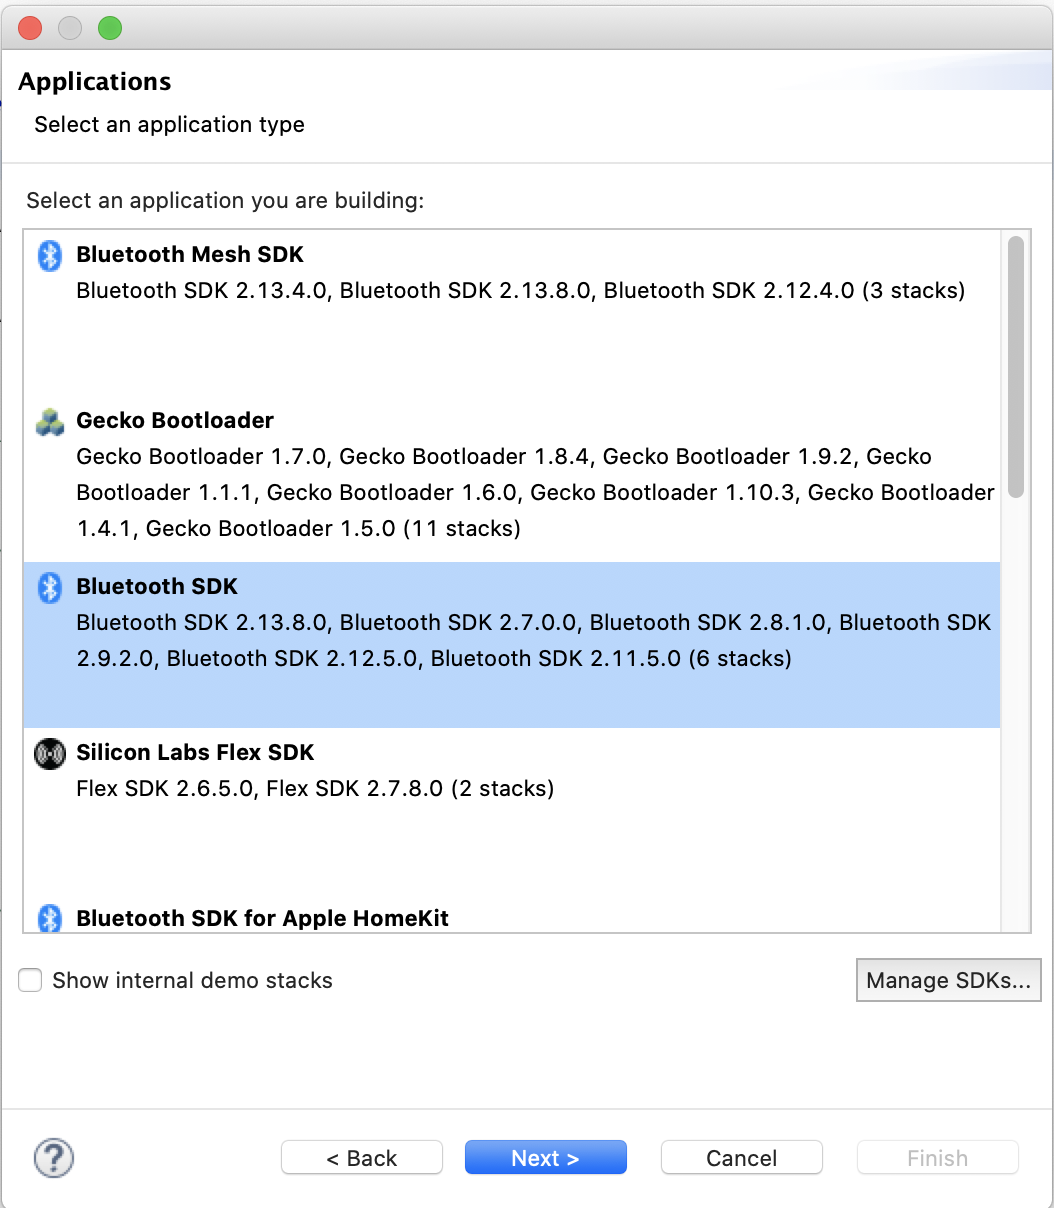 Applications
Select an application type
Select an application you are building:
Bluetooth Mesh SDK
Bluetooth SDK 2.13.4.0, Bluetooth SDK 2.13.8.0, Bluetooth SDK 2.12.4.0 (3 stacks)
Gecko Bootloader
Gecko Bootloader 1.7.0, Gecko Bootloader 1.8.4, Gecko Bootloader 1.9.2, Gecko
Bootloader 1.1.1, Gecko Bootloader 1.6.0, Gecko Bootloader 1.10.3, Gecko Bootloader
1.4.1, Gecko Bootloader 1.5.0 (11 stacks)
Bluetooth SDK
Bluetooth SDK 2.13.8.0, Bluetooth SDK 2.7.0.0, Bluetooth SDK 2.8.1.0, Bluetooth SDK
2.9.2.0, Bluetooth SDK 2.12.5.0, Bluetooth SDK 2.11.5.0 (6 stacks)
Silicon Labs Flex SDK
Flex SDK 2.6.5.0, Flex SDK 2.7.8.0 (2 stacks)
Bluetooth SDK for Apple HomeKit
Show internal demo stacks
Manage SDKs...
?
< Back
Next >
Cancel
Finish